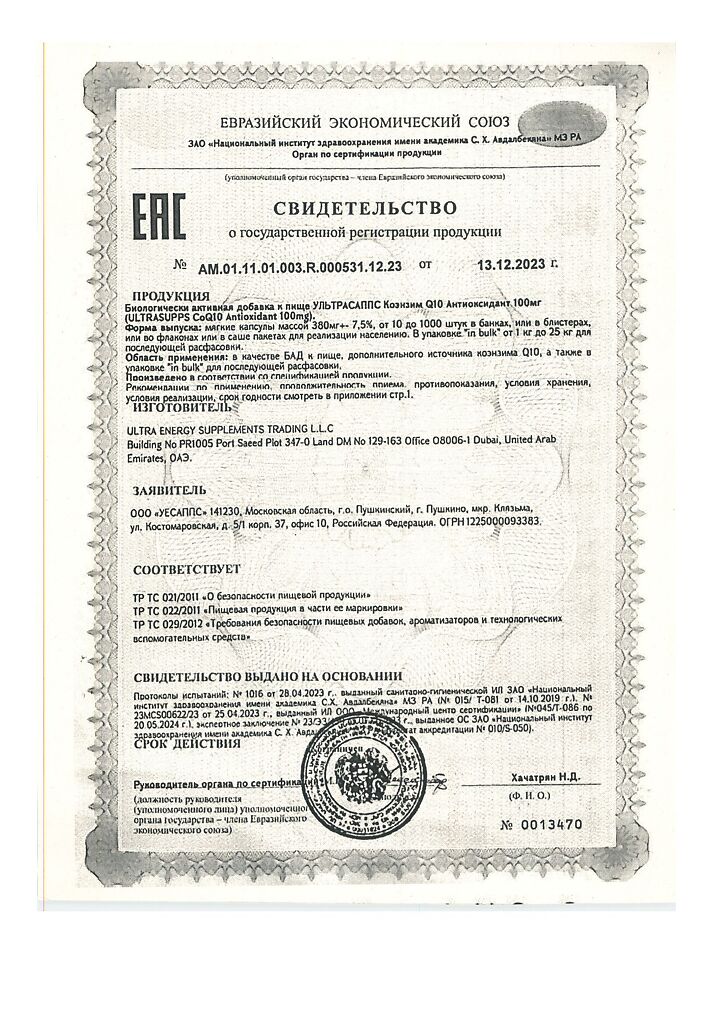 ЕВРАЗИЙСКИЙ ЭКОНОМИЧЕСКИЙ СОЮЗ
ЗАО «Национальный институт здравоохранения имени академика С. Х. Авдалбекяна» МЗ РА
Орган по сертификации продукции
(уполномоченный орган государства – члена Евразийского экономического союза)
ЕАС
СВИДЕТЕЛЬСТВО
о государственной регистрации продукции
№ AM.01.11.01.003.R.000531.12.23 от 13.12.2023 г.
ПРОДУКЦИЯ
Биологически активная добавка к пище УЛЬТРАСАППС Коэнзим Q10 Антиоксидант 100мг
(ULTRASUPPS CoQ10 Antioxidant 100mg).
Форма выпуска: мягкие капсулы массой 380мг+- 7,5%, от 10 до 1000 штук в банках, или в блистерах,
или во флаконах или в саше пакетах для реализации населению. В упаковке "in bulk" от 1 кг до 25 кг для
последующей расфасовки.
Область применения: в качестве БАД к пище, дополнительного источника коэнзима Q10, а также в
упаковке "in bulk" для последующей расфасовки.
Произведено в соответствии со спецификацией продукции.
Рекомендации по применению, продолжительность приема, противопоказания, условия хранения,
условия реализации, срок годности смотреть в приложении стр.1.
ИЗГОТОВИТЕЛЬ
ULTRA ENERGY SUPPLEMENTS TRADING L.L.C
Building No PR1005 Port Saeed Plot 347-0 Land DM No 129-163 Office O8006-1 Dubai, United Arab
Emirates, ОАЭ.
ЗАЯВИТЕЛЬ
ООО «УЕСАППС» 141230, Московская область, г.о. Пушкинский, г. Пушкино, мкр. Клязьма,
ул. Костомаровская, д. 5/1 корп. 37, офис 10, Российская Федерация. ОГРН 1225000093383.
СООТВЕТСТВУЕТ
ТР ТС 021/2011 «О безопасности пищевой продукции»
ТР ТС 022/2011 «Пищевая продукция в части ее маркировки»
ТР ТС 029/2012 «Требования безопасности пищевых добавок, ароматизаторов и технологических
вспомогательных средств»
СВИДЕТЕЛЬСТВО ВЫДАНО НА ОСНОВАНИИ
Протоколы испытаний: № 1016 от 28.04.2023 г., выданный санитарно-гигиенической ИЛ ЗАО «Национальный
институт здравоохранения имени академика С.Х. Авдалбекяна» МЗ РА (№ 015/ Т-081 от 14.10.2019 г.), №
23MCS00622/23 от 25.04.2023 г., выданный ИЛ ООО «Международный центр сертификации» (№045/Т-086 по
20.05.2024 г.), экспертное заключение № 23/ г., выданное ОС ЗАО «Национальный институт
здравоохранения имени академика С. Х. аккредитации № 010/S-050).
СРОК ДЕЙСТВИЯ
Руководитель органа по
Хачатрян Н.Д.
(должность руководителя
(Ф. И. О.)
(уполномоченного лица)
органа государства – члена Евразийского
экономического союза)
№ 0013470